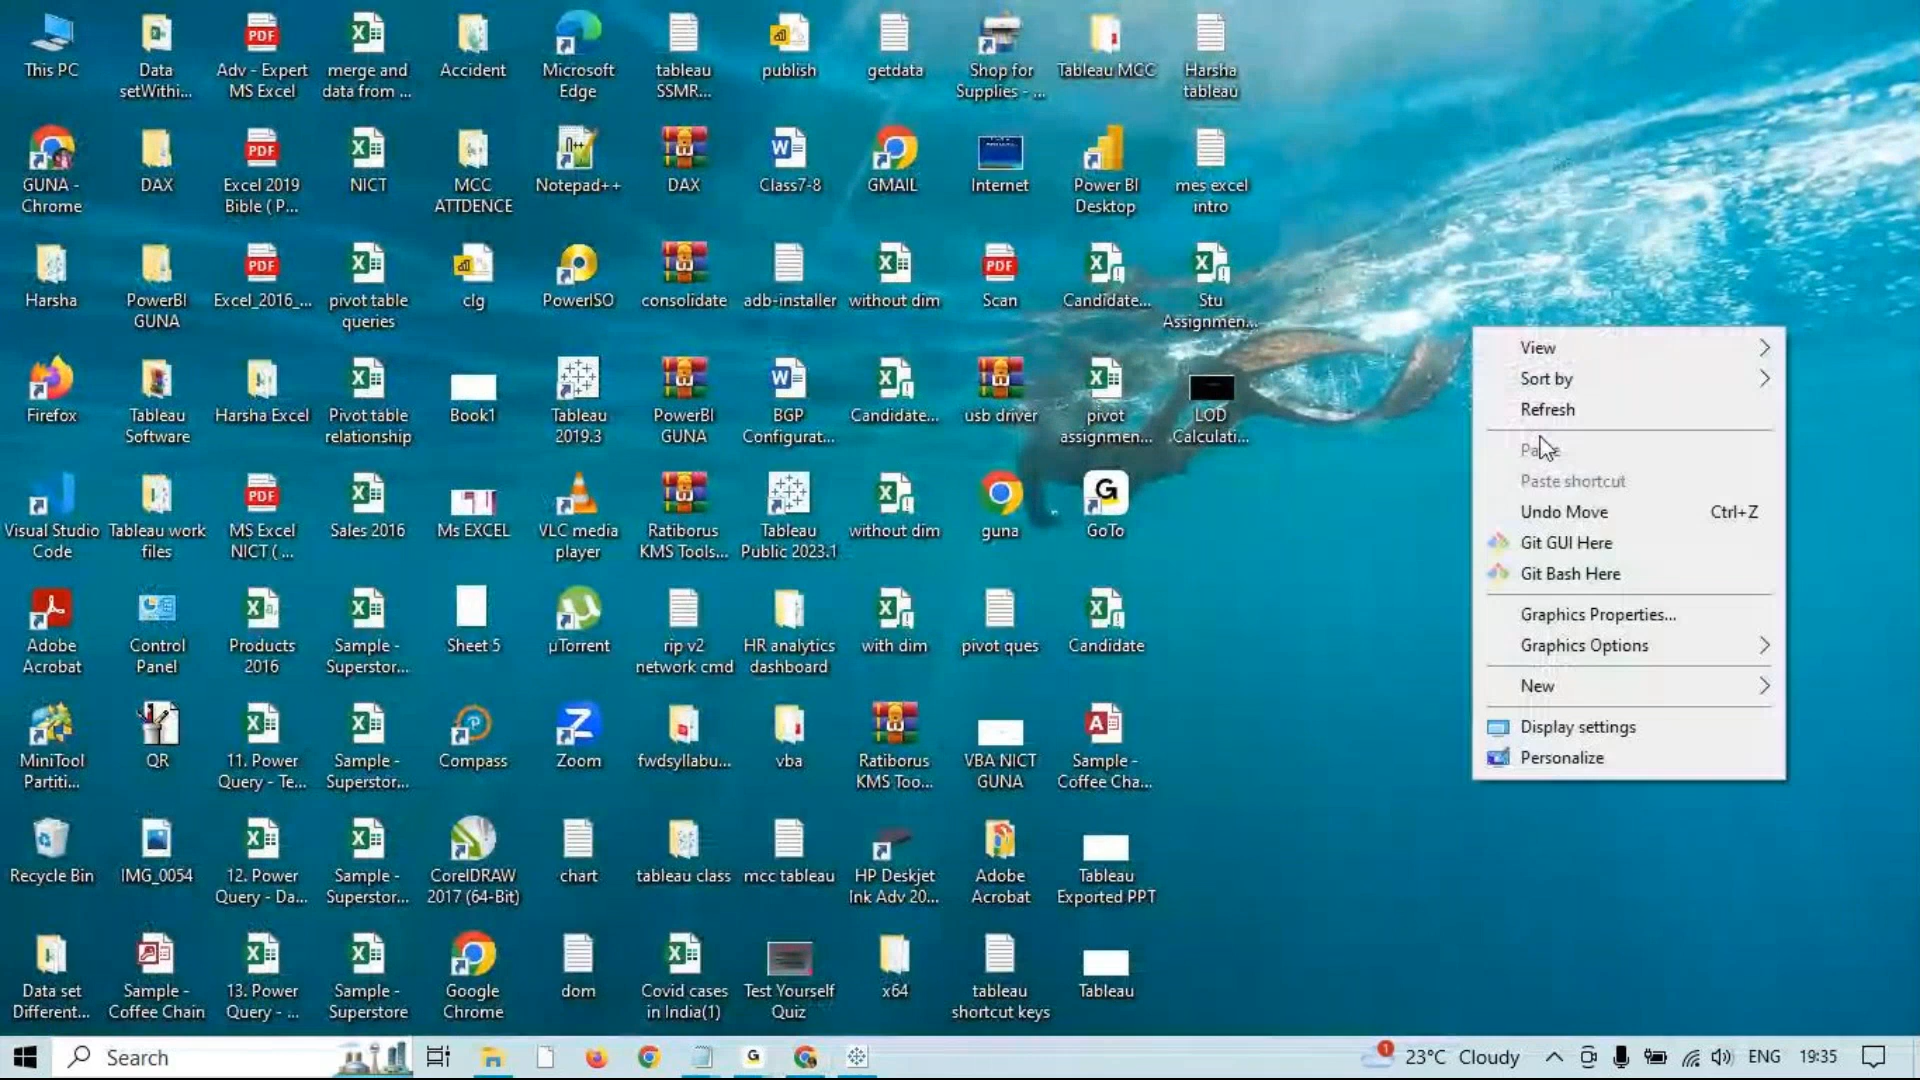 This PC
Data
setWithi...
Adv - Expert
MS Excel
merge and
data from ...
Accident
Microsoft
Edge
tableau
SSMR...
publish
getdata
Shop for
Supplies - ...
Tableau MCC
Harsha
tableau
GUNA -
Chrome
DAX
Excel 2019
Bible ( P...
NICT
MCC
ATTDENCE
Notepad++
DAX
Class7-8
GMAIL
Internet
Power BI
Desktop
mes excel
intro
Harsha
PowerBI
GUNA
Excel_2016_...
pivot table
queries
clg
PowerISO
consolidate
adb-installer
without dim
Scan
Candidate...
Stu
Assignmen...
Firefox
Tableau
Software
Harsha Excel
Pivot table
relationship
Book1
Tableau
2019.3
PowerBI
GUNA
BGP
Configurat...
Candidate...
usb driver
pivot
assignmen...
LOD
Calculati...
Visual Studio
Code
Tableau work
files
MS Excel
NICT ( ...
Sales 2016
Ms EXCEL
VLC media
player
Ratiborus
KMS Tools...
Tableau
Public 2023.1
without dim
guna
GoTo
Adobe
Acrobat
Control
Panel
Products
2016
Sample -
Superstor...
Sheet 5
µTorrent
rip v2
network cmd
HR analytics
dashboard
with dim
pivot ques
Candidate
MiniTool
Partiti...
QR
11. Power
Query - Te...
Sample -
Superstor...
Compass
Zoom
fwdsyllabu...
vba
Ratiborus
KMS Too...
VBA NICT
GUNA
Sample -
Coffee Cha...
Recycle Bin
IMG_0054
12. Power
Query - Da...
Sample -
Superstor...
CorelDRAW
2017 (64-Bit)
chart
tableau class
mcc tableau
HP Deskjet
Ink Adv 20...
Adobe
Acrobat
Tableau
Exported PPT
Data set
Different...
Sample -
Coffee Chain
13. Power
Query - ...
Sample -
Superstore
Google
Chrome
dom
Covid cases
in India(1)
Test Yourself
Quiz
x64
tableau
shortcut keys
Tableau
View
Sort by
Refresh
Paste
Paste shortcut
Undo Move Ctrl+Z
Git GUI Here
Git Bash Here
Graphics Properties...
Graphics Options
New
Display settings
Personalize
Search
1
23°C Cloudy
ENG
19:35